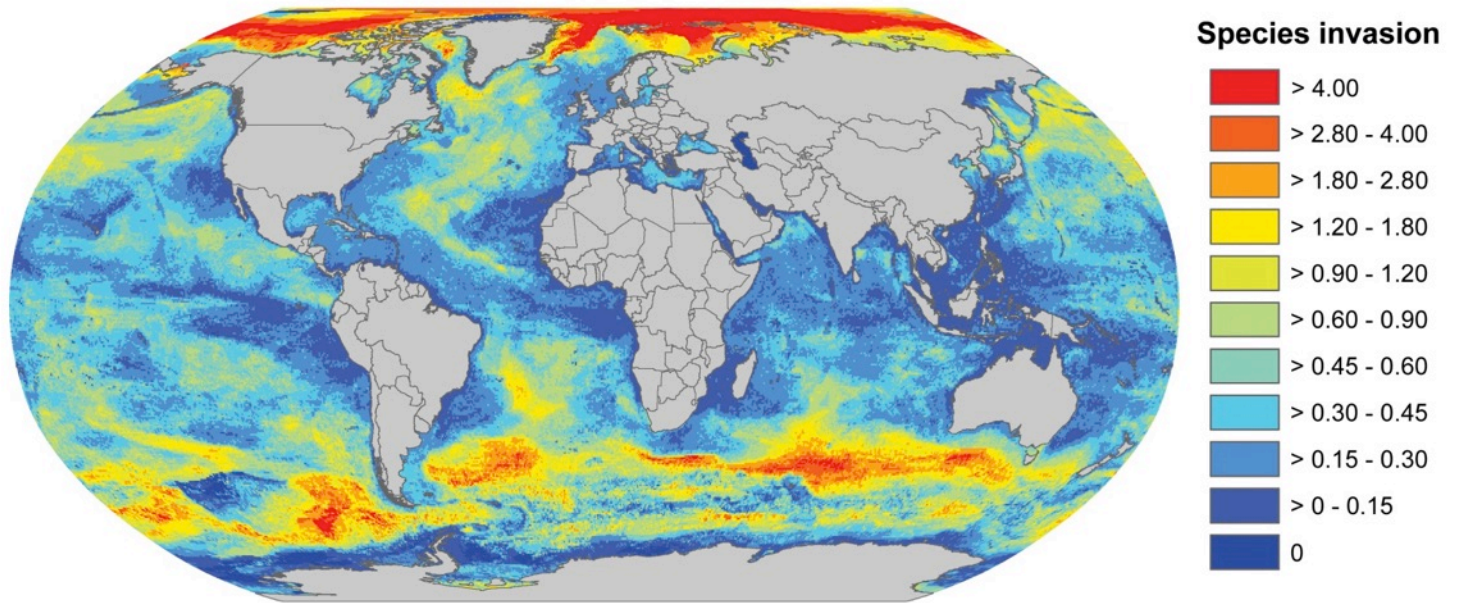 Species invasion
> 4.00
> 2.80 - 4.00
> 1.80 - 2.80
> 1.20 - 1.80
> 0.90 - 1.20
> 0.60 - 0.90
> 0.45 - 0.60
> 0.30 - 0.45
> 0.15 - 0.30
> 0 - 0.15
0